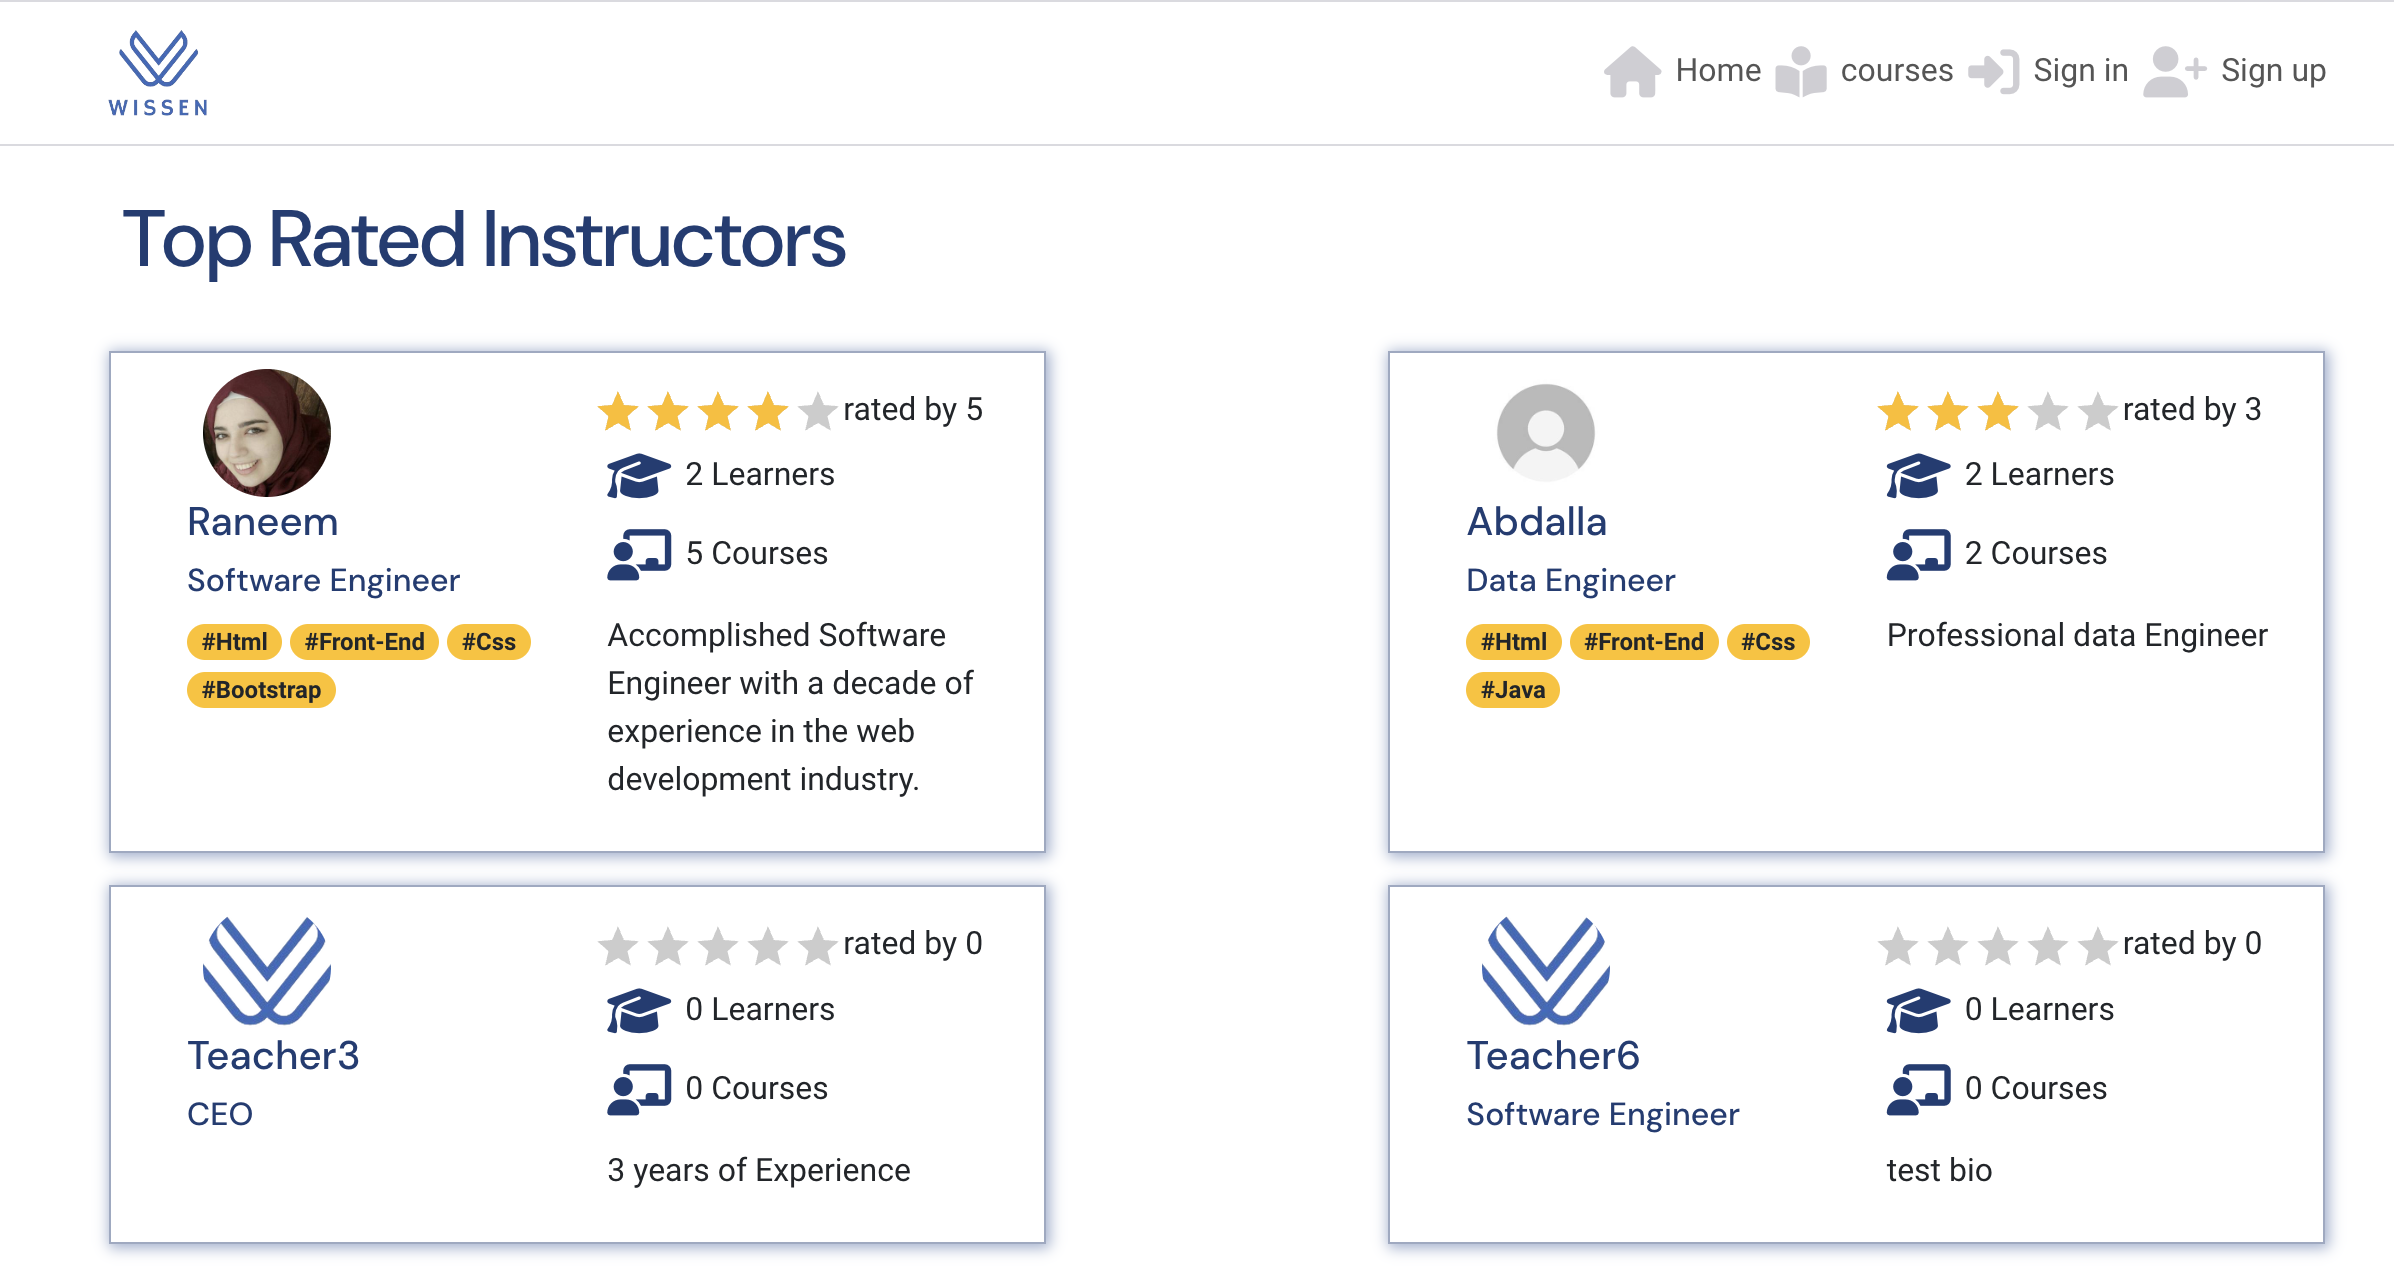 WISSEN
Home courses Sign in Sign up
Top Rated Instructors
rated by 5
2 Learners
5 Courses
Raneem
Software Engineer
#Html #Front-End #Css
#Bootstrap
Accomplished Software
Engineer with a decade of
experience in the web
development industry.
rated by 3
2 Learners
2 Courses
Abdalla
Data Engineer
#Html #Front-End #Css
#Java
Professional data Engineer
rated by 0
0 Learners
0 Courses
Teacher3
CEO
3 years of Experience
rated by 0
0 Learners
0 Courses
Teacher6
Software Engineer
test bio